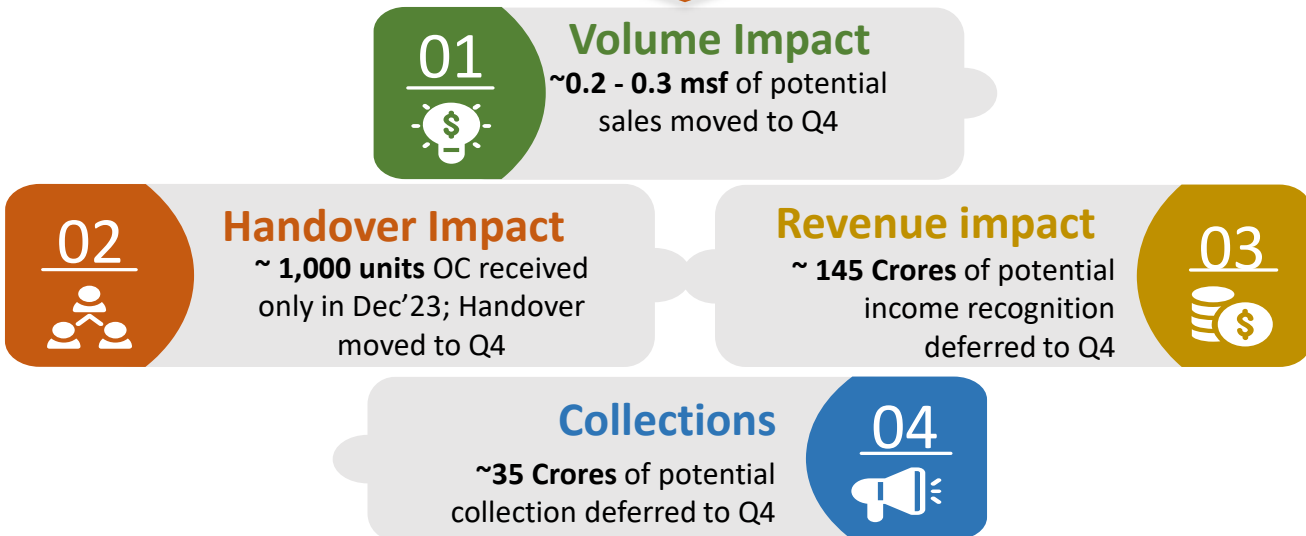 01
Volume Impact
~0.2 - 0.3 msf of potential
sales moved to Q4
02
Handover Impact
~ 1,000 units OC received
only in Dec’23; Handover
moved to Q4
Revenue impact
~ 145 Crores of potential
income recognition
deferred to Q4
03
Collections
~35 Crores of potential
collection deferred to Q4
04